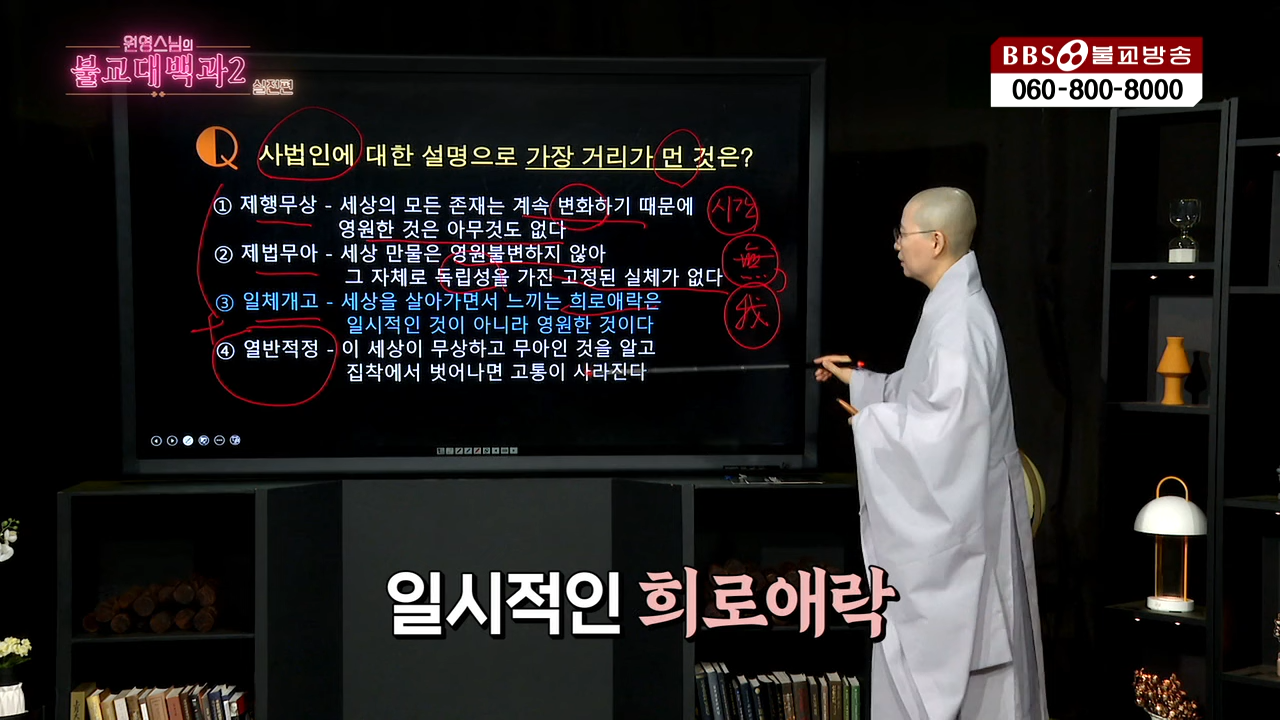 원영스님의
불교대백과2
실전편
BBS 불교방송
060-800-8000
Q 사법인에 대한 설명으로 가장 거리가 먼 것은?
① 제행무상 - 세상의 모든 존재는 계속 변화하기 때문에
영원한 것은 아무것도 없다
시간
② 제법무아 - 세상 만물은 영원불변하지 않아
그 자체로 독립성을 가진 고정된 실체가 없다
無
③ 일체개고 - 세상을 살아가면서 느끼는 희로애락은
일시적인 것이 아니라 영원한 것이다
我
④ 열반적정 - 이 세상이 무상하고 무아인 것을 알고
집착에서 벗어나면 고통이 사라진다
일시적인 희로애락